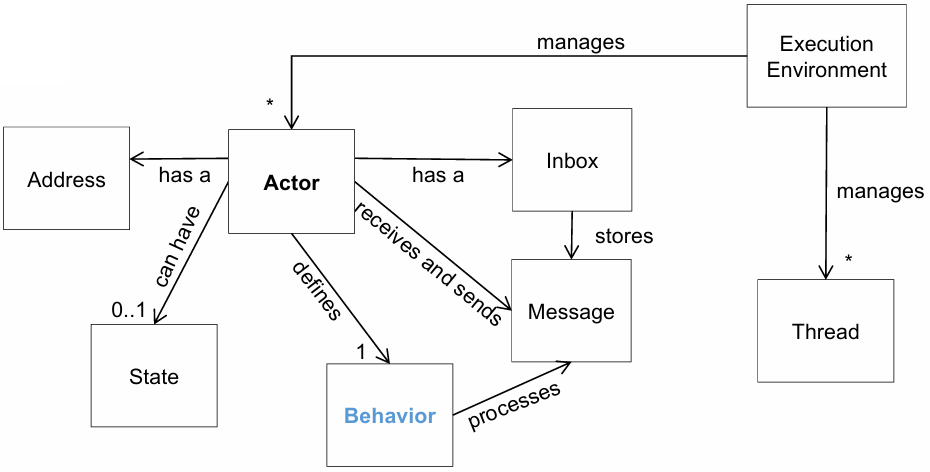 manages
Execution
Environment
*
Address
has a
Actor
has a
Inbox
manages
can have
receives and sends
stores
defines
*
0..1
Message
Thread
1
State
Behavior
processes